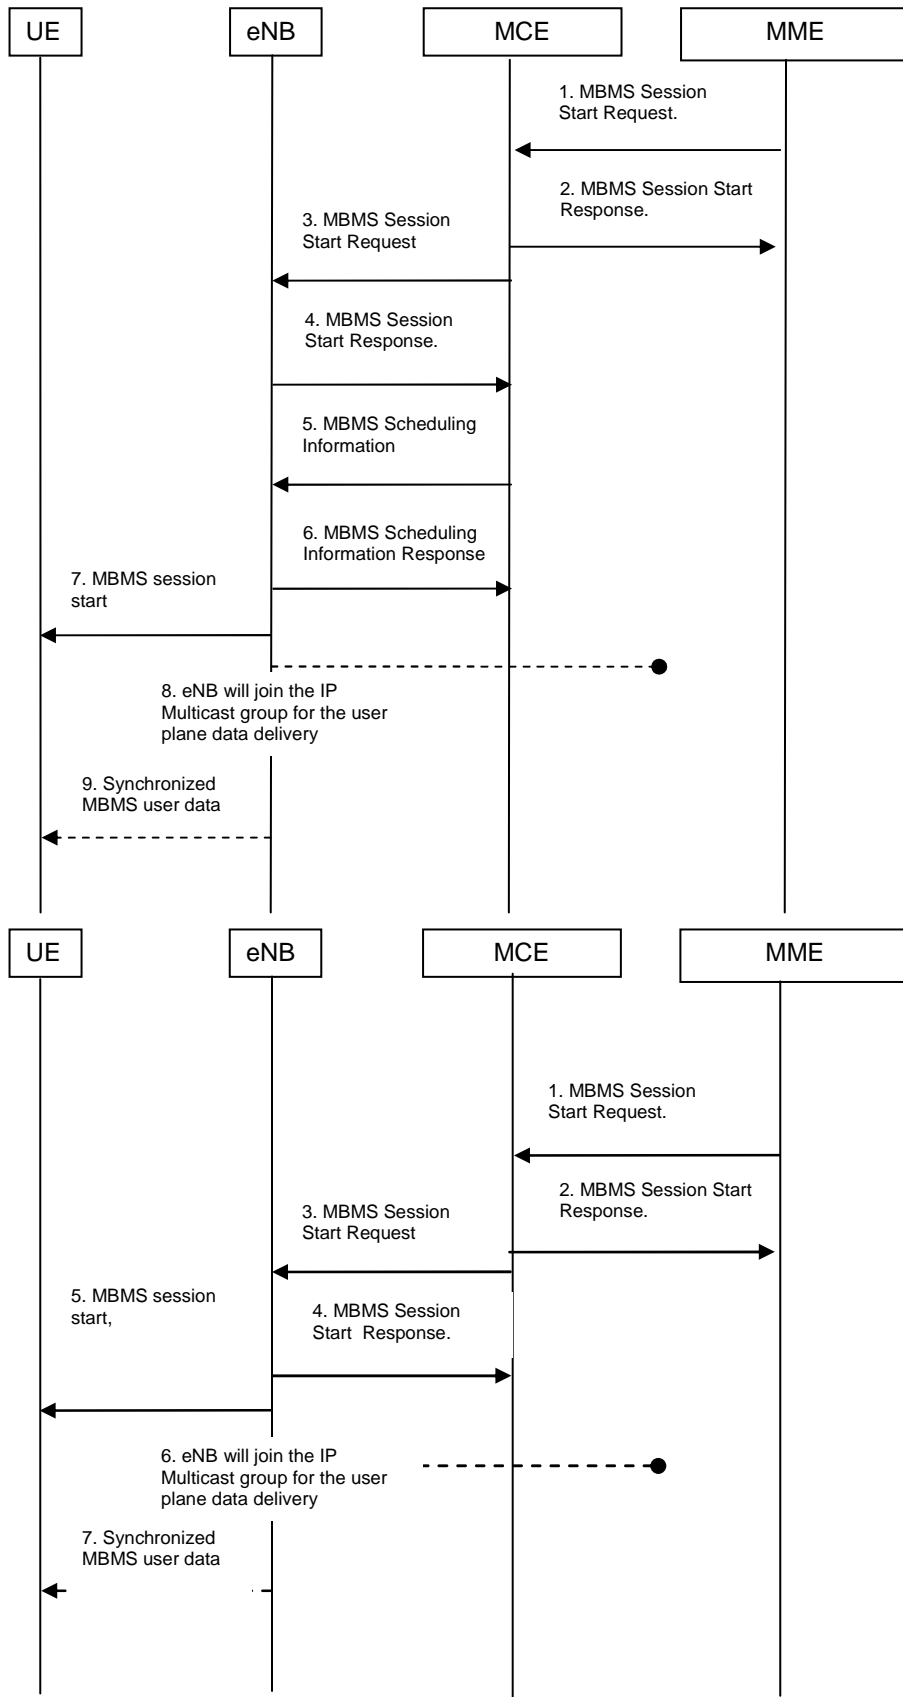 UE
eNB
MCE
MME
1. MBMS Session
Start Request.
2. MBMS Session Start
Response.
3. MBMS Session
Start Request
4. MBMS Session
Start Response.
5. MBMS Scheduling
Information
6. MBMS Scheduling
Information Response
7. MBMS session
start
8. eNB will join the IP
Multicast group for the user
plane data delivery
9. Synchronized
MBMS user data
UE
eNB
MCE
MME
1. MBMS Session
Start Request.
2. MBMS Session Start
Response.
3. MBMS Session
Start Request
4. MBMS Session
Start  Response.
5. MBMS session
start,
6. eNB will join the IP
Multicast group for the user
plane data delivery
7. Synchronized
MBMS user data